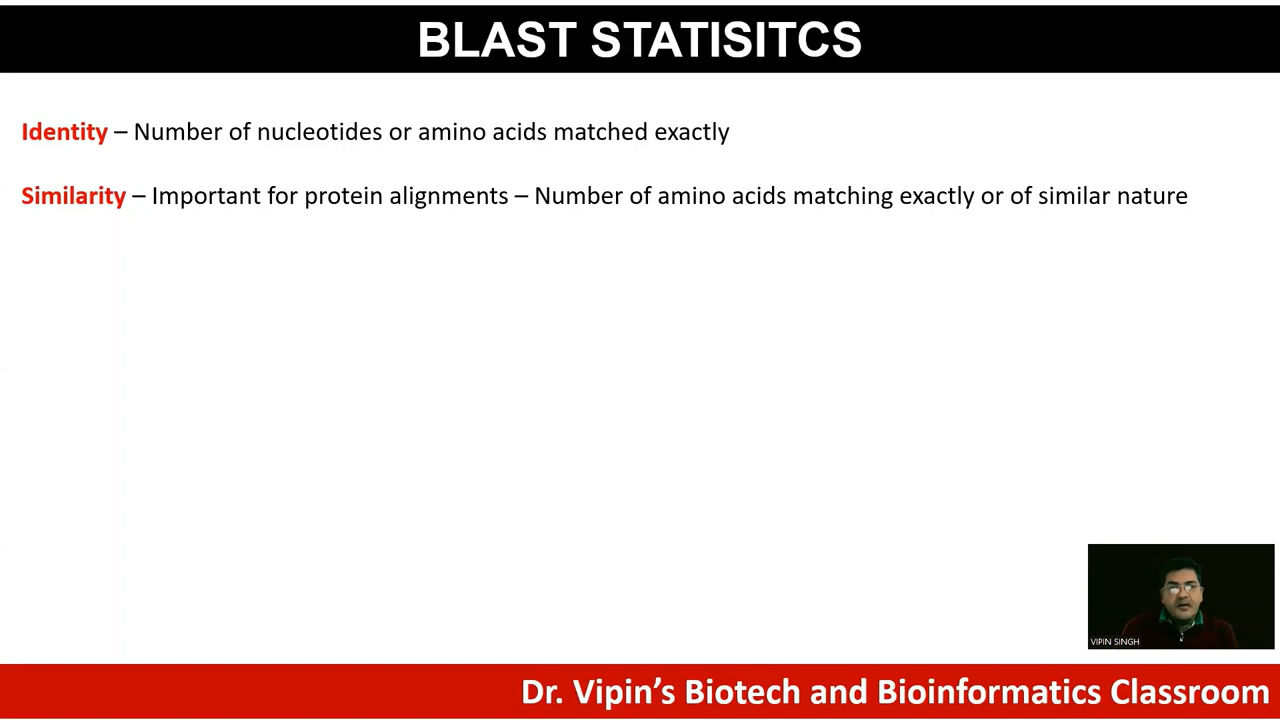 BLAST STATISITCS
Identity – Number of nucleotides or amino acids matched exactly
Similarity – Important for protein alignments – Number of amino acids matching exactly or of similar nature
VIPIN SINGH
Dr. Vipin’s Biotech and Bioinformatics Classroom